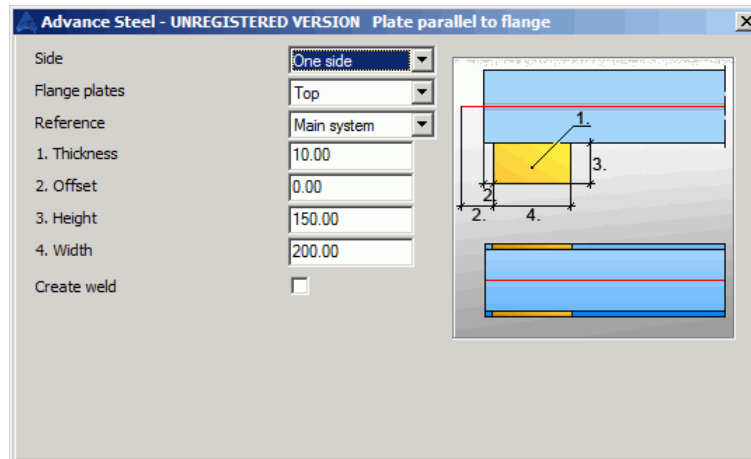 Advance Steel - UNREGISTERED VERSION   Plate parallel to flange
Side
One side
Flange plates
Top
Reference
Main system
1. Thickness
10.00
2. Offset
0.00
3. Height
150.00
4. Width
200.00
Create weld
1.
3.
2.
2.
4.